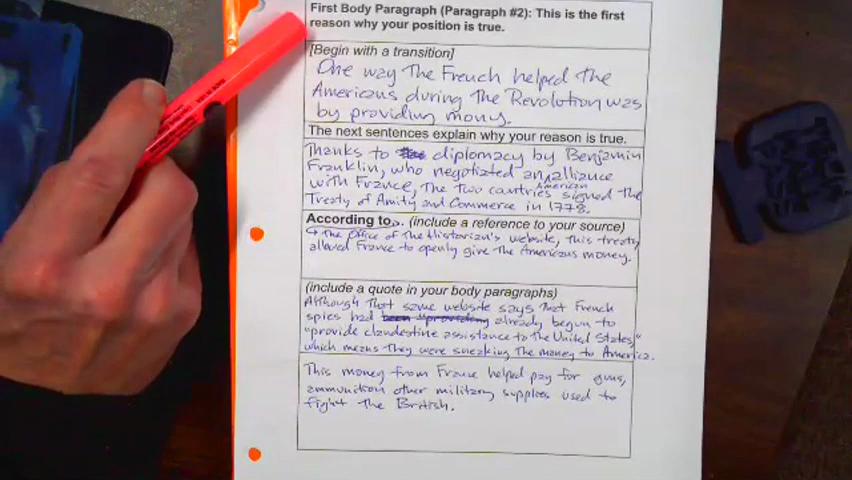 First Body Paragraph (Paragraph #2): This is the first
reason why your position is true.
[Begin with a transition]
One way the French helped the
Americans during the Revolution was
by providing money.
The next sentences explain why your reason is true.
Thanks to diplomacy by Benjamin
Franklin, who negotiated an alliance
with France, the two countries American signed the
Treaty of Amity and Commerce in 1778.
According to... (include a reference to your source)
↳ the Office of the Historian's website, this treaty
allowed France to openly give the Americans money.
(include a quote in your body paragraphs)
Although that same website says that French
spies had been "providing already begun to
"provide clandestine assistance to the United States,"
which means they were sneaking the money to America.
This money from France helped pay for guns,
ammunition other military supplies used to
fight the British.